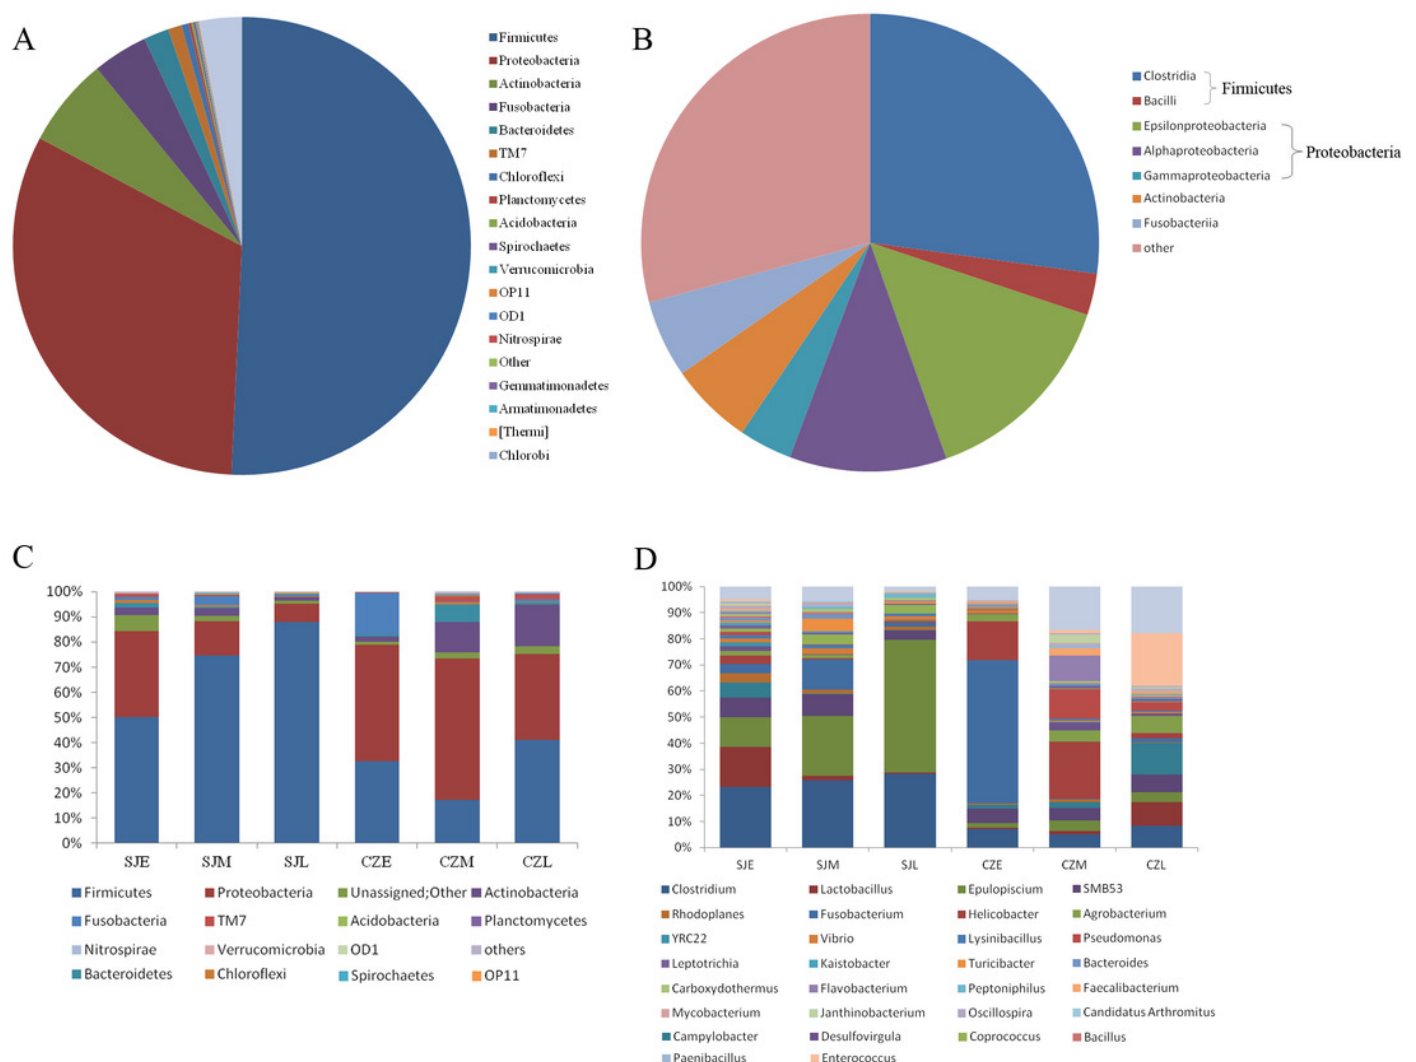 A
Firmicutes
Proteobacteria
Actinobacteria
Fusobacteria
Bacteroidetes
TM7
Chloroflexi
Planctomycetes
Acidobacteria
Spirochaetes
Verrucomicrobia
OP11
OD1
Nitrospirae
Other
Gemmatimonadetes
Armatimonadetes
[Thermi]
Chlorobi
B
Clostridia
Bacilli
Firmicutes
Epsilonproteobacteria
Alphaproteobacteria
Gammaproteobacteria
Proteobacteria
Actinobacteria
Fusobacteriia
other
C
100%
90%
80%
70%
60%
50%
40%
30%
20%
10%
0%
SJE SJM SJL CZE CZM CZL
Firmicutes Proteobacteria Unassigned;Other Actinobacteria
Fusobacteria TM7 Acidobacteria Planctomycetes
Nitrospirae Verrucomicrobia OD1 others
Bacteroidetes Chloroflexi Spirochaetes OP11
D
100%
90%
80%
70%
60%
50%
40%
30%
20%
10%
0%
SJE SJM SJL CZE CZM CZL
Clostridium Lactobacillus Epulopiscium SMB53
Rhodoplanes Fusobacterium Helicobacter Agrobacterium
YRC22 Vibrio Lysinibacillus Pseudomonas
Leptotrichia Kaistobacter Turicibacter Bacteroides
Carboxydothermus Flavobacterium Peptoniphilus Faecalibacterium
Mycobacterium Janthinobacterium Oscillospira Candidatus Arthromitus
Campylobacter Desulfovirgula Coprococcus Bacillus
Paenibacillus Enterococcus